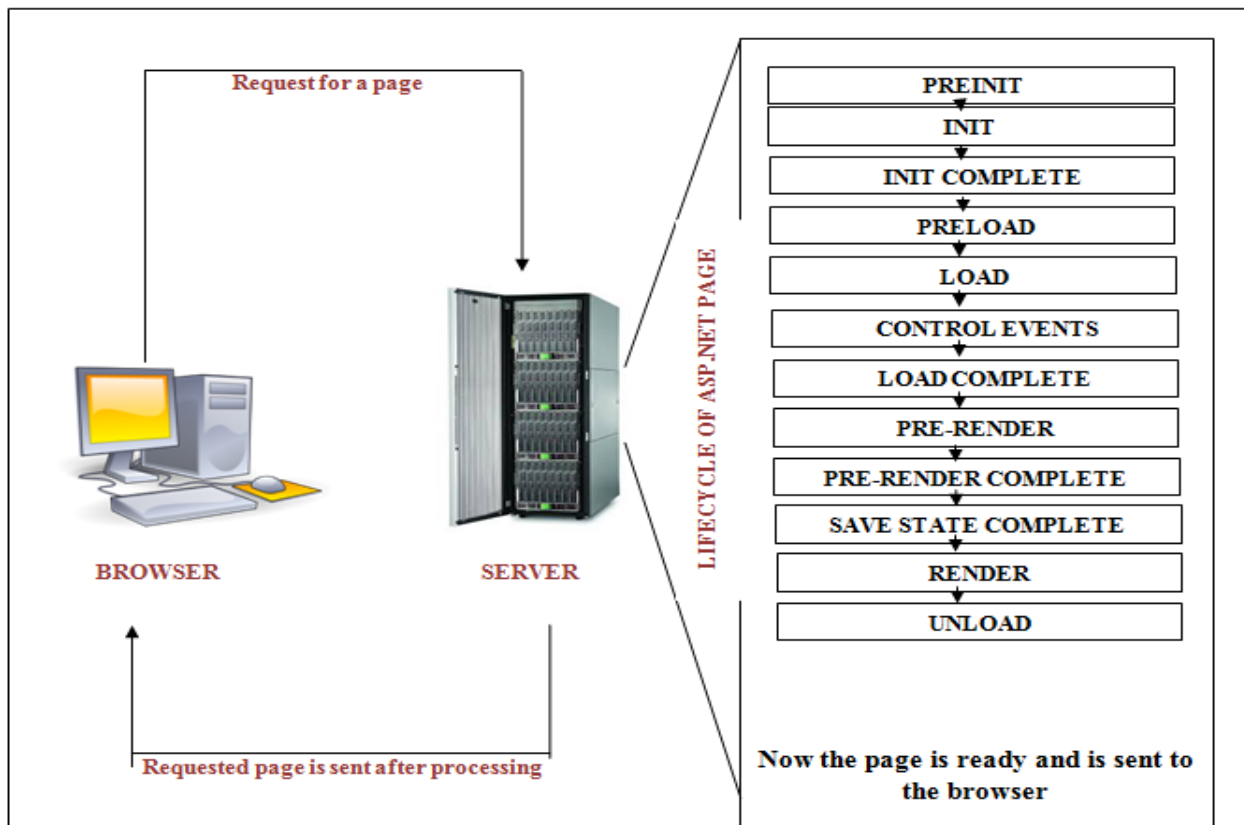 Request for a page
BROWSER
SERVER
Requested page is sent after processing
LIFECYCLE OF ASP.NET PAGE
PREINIT
INIT
INIT COMPLETE
PRELOAD
LOAD
CONTROL EVENTS
LOAD COMPLETE
PRE-RENDER
PRE-RENDER COMPLETE
SAVE STATE COMPLETE
RENDER
UNLOAD
Now the page is ready and is sent to
the browser